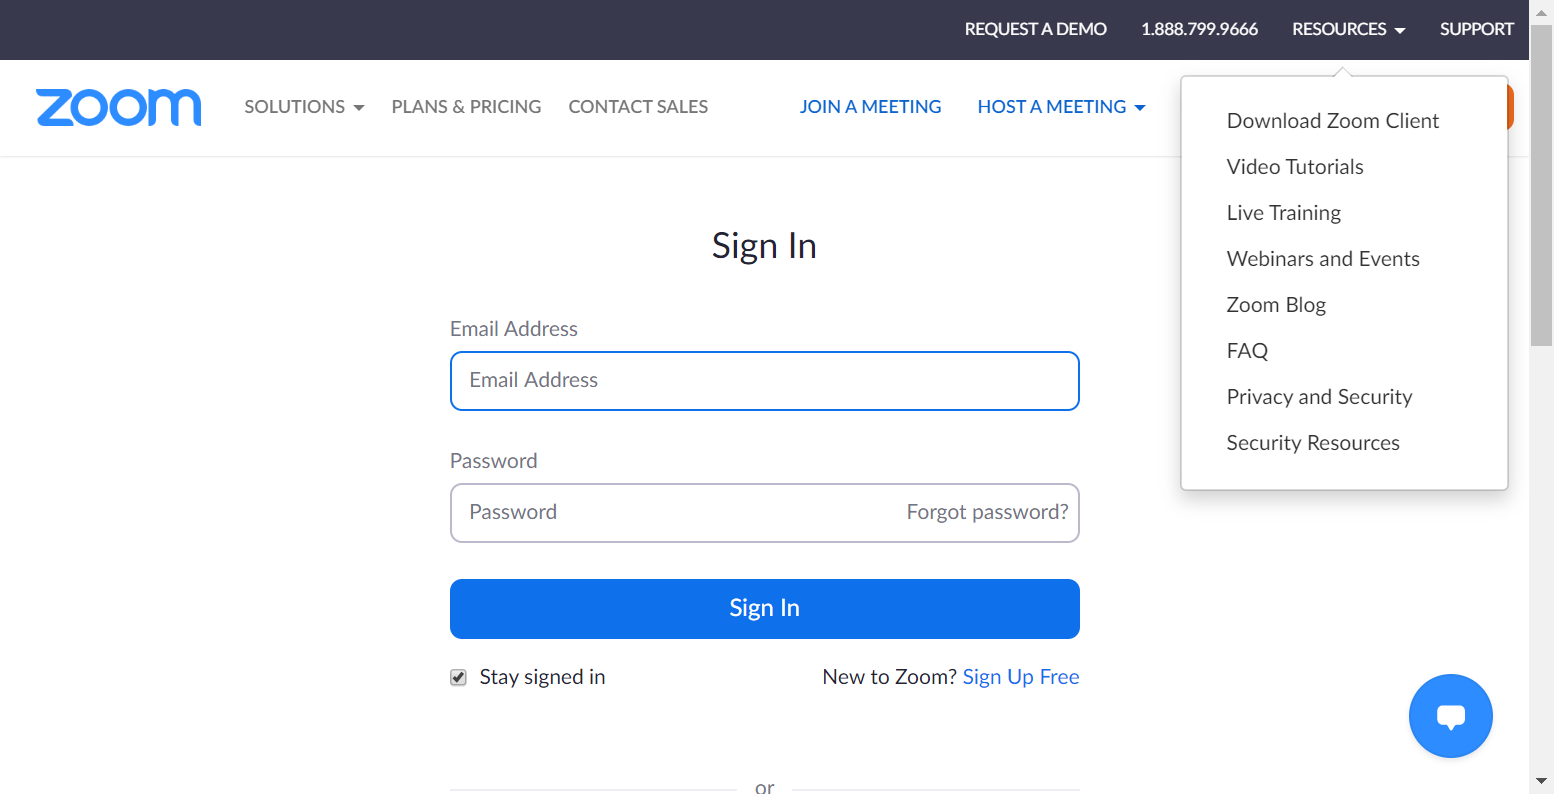 REQUEST A DEMO 1.888.799.9666 RESOURCES SUPPORT
zoom SOLUTIONS PLANS & PRICING CONTACT SALES JOIN A MEETING HOST A MEETING
Download Zoom Client
Video Tutorials
Live Training
Webinars and Events
Zoom Blog
FAQ
Privacy and Security
Security Resources
Sign In
Email Address
Email Address
Password
Password Forgot password?
Sign In
Stay signed in New to Zoom? Sign Up Free
or